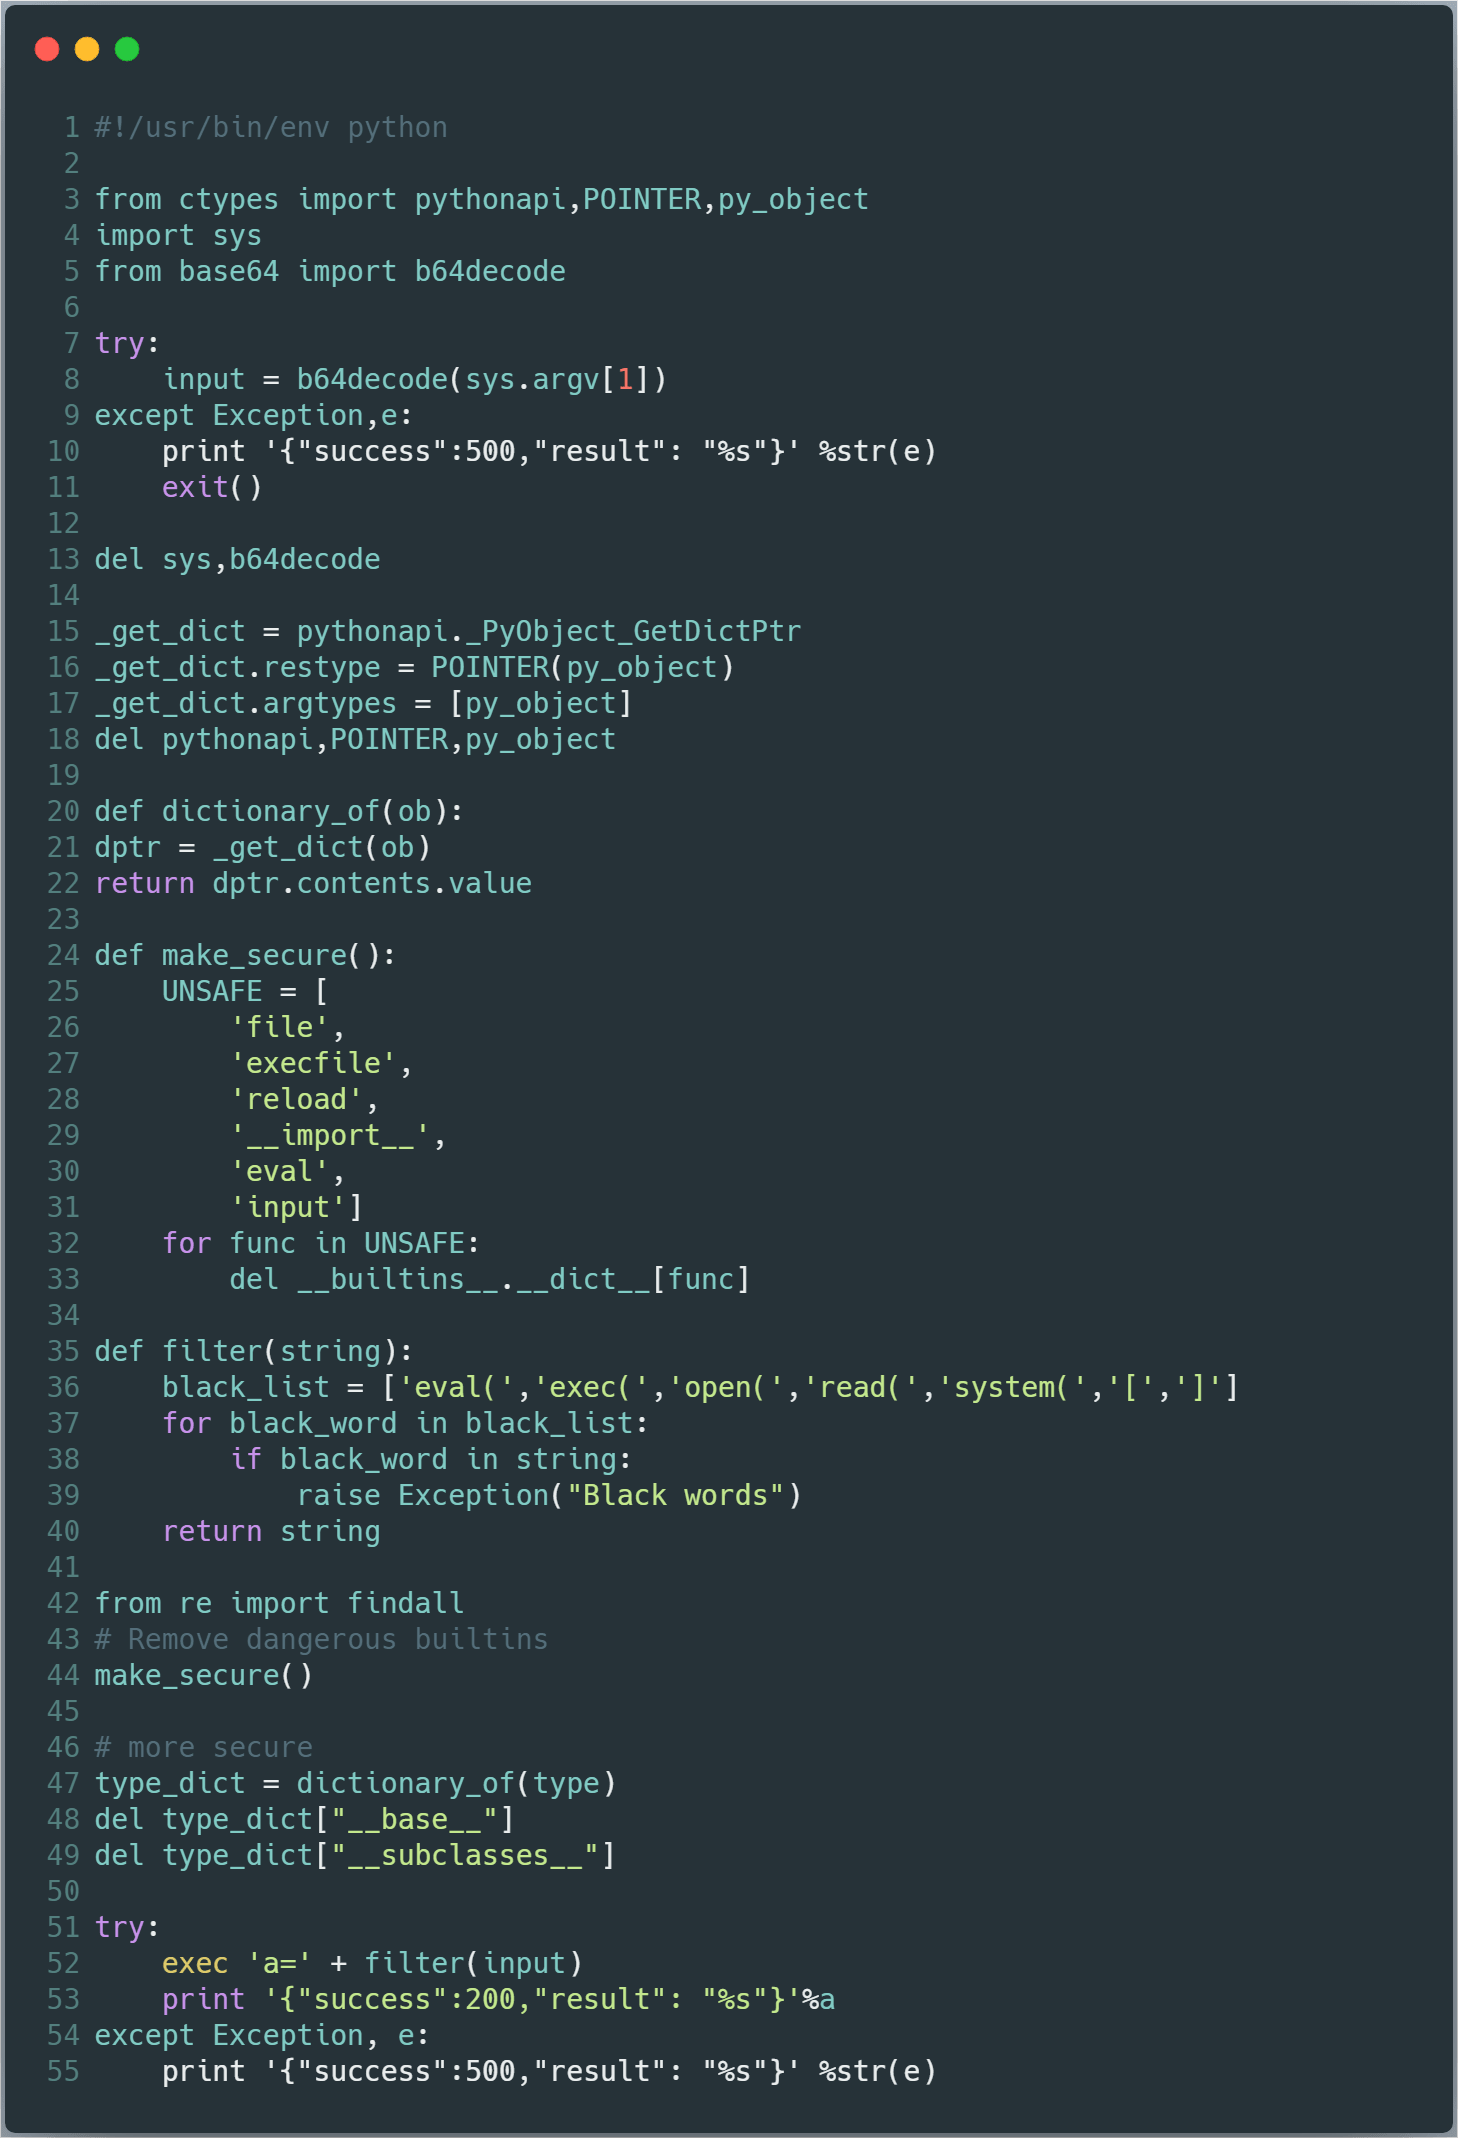 1 #!/usr/bin/env python
2
3 from ctypes import pythonapi,POINTER,py_object
4 import sys
5 from base64 import b64decode
6
7 try:
8     input = b64decode(sys.argv[1])
9 except Exception,e:
10     print '{"success":500,"result": "%s"}' %str(e)
11     exit()
12
13 del sys,b64decode
14
15 _get_dict = pythonapi._PyObject_GetDictPtr
16 _get_dict.restype = POINTER(py_object)
17 _get_dict.argtypes = [py_object]
18 del pythonapi,POINTER,py_object
19
20 def dictionary_of(ob):
21 dptr = _get_dict(ob)
22 return dptr.contents.value
23
24 def make_secure():
25     UNSAFE = [
26         'file',
27         'execfile',
28         'reload',
29         '__import__',
30         'eval',
31         'input']
32     for func in UNSAFE:
33         del __builtins__.__dict__[func]
34
35 def filter(string):
36     black_list = ['eval(','exec(','open(','read(','system(','[',']']
37     for black_word in black_list:
38         if black_word in string:
39             raise Exception("Black words")
40     return string
41
42 from re import findall
43 # Remove dangerous builtins
44 make_secure()
45
46 # more secure
47 type_dict = dictionary_of(type)
48 del type_dict["__base__"]
49 del type_dict["__subclasses__"]
50
51 try:
52     exec 'a=' + filter(input)
53     print '{"success":200,"result": "%s"}'%a
54 except Exception, e:
55     print '{"success":500,"result": "%s"}' %str(e)